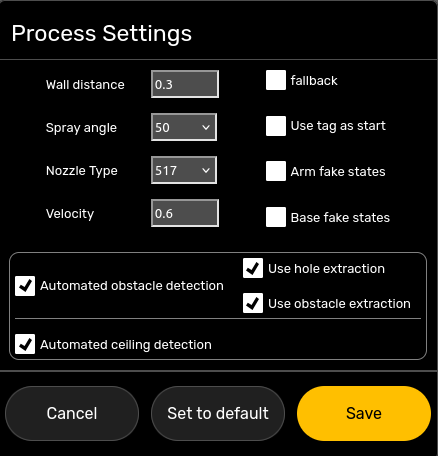 Process Settings
Wall distance 0.3 fallback
Spray angle 50 Use tag as start
Nozzle Type 517 Arm fake states
Velocity 0.6 Base fake states
Use hole extraction
Automated obstacle detection
Use obstacle extraction
Automated ceiling detection
Cancel Set to default Save